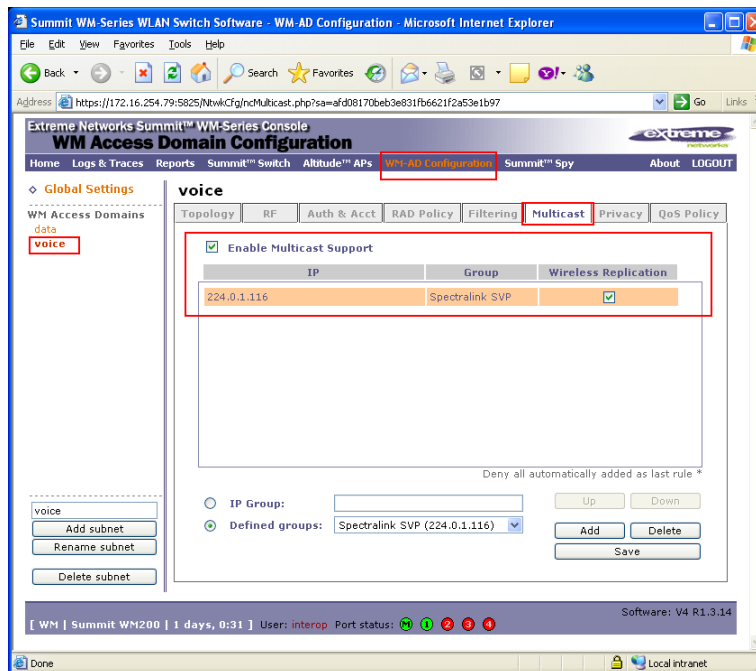 Summit WM-Series WLAN Switch Software - WM-AD Configuration - Microsoft Internet Explorer
File Edit View Favorites Tools Help
Back Search Favorites
Address https://172.16.254.79:5825/NtwkCfg/ncMulticast.php?sa=afd08170beb3e831fb6621f2a53e1b97 Go Links
Extreme Networks Summit™ WM-Series Console
WM Access Domain Configuration
extreme networks
Home Logs & Traces Reports Summit™ Switch Altitude™ APs WM-AD Configuration Summit™ Spy About LOGOUT
Global Settings
WM Access Domains
data
voice
voice
Topology RF Auth & Acct RAD Policy Filtering Multicast Privacy QoS Policy
Enable Multicast Support
IP Group Wireless Replication
224.0.1.116 Spectralink SVP
Deny all automatically added as last rule *
IP Group: Up Down
Defined groups: Spectralink SVP (224.0.1.116) Add Delete
Save
voice
Add subnet
Rename subnet
Delete subnet
Software: V4 R1.3.14
[ WM | Summit WM200 | 1 days, 0:31 ] User: interop Port status: M 1 2 3 4
Done Local intranet